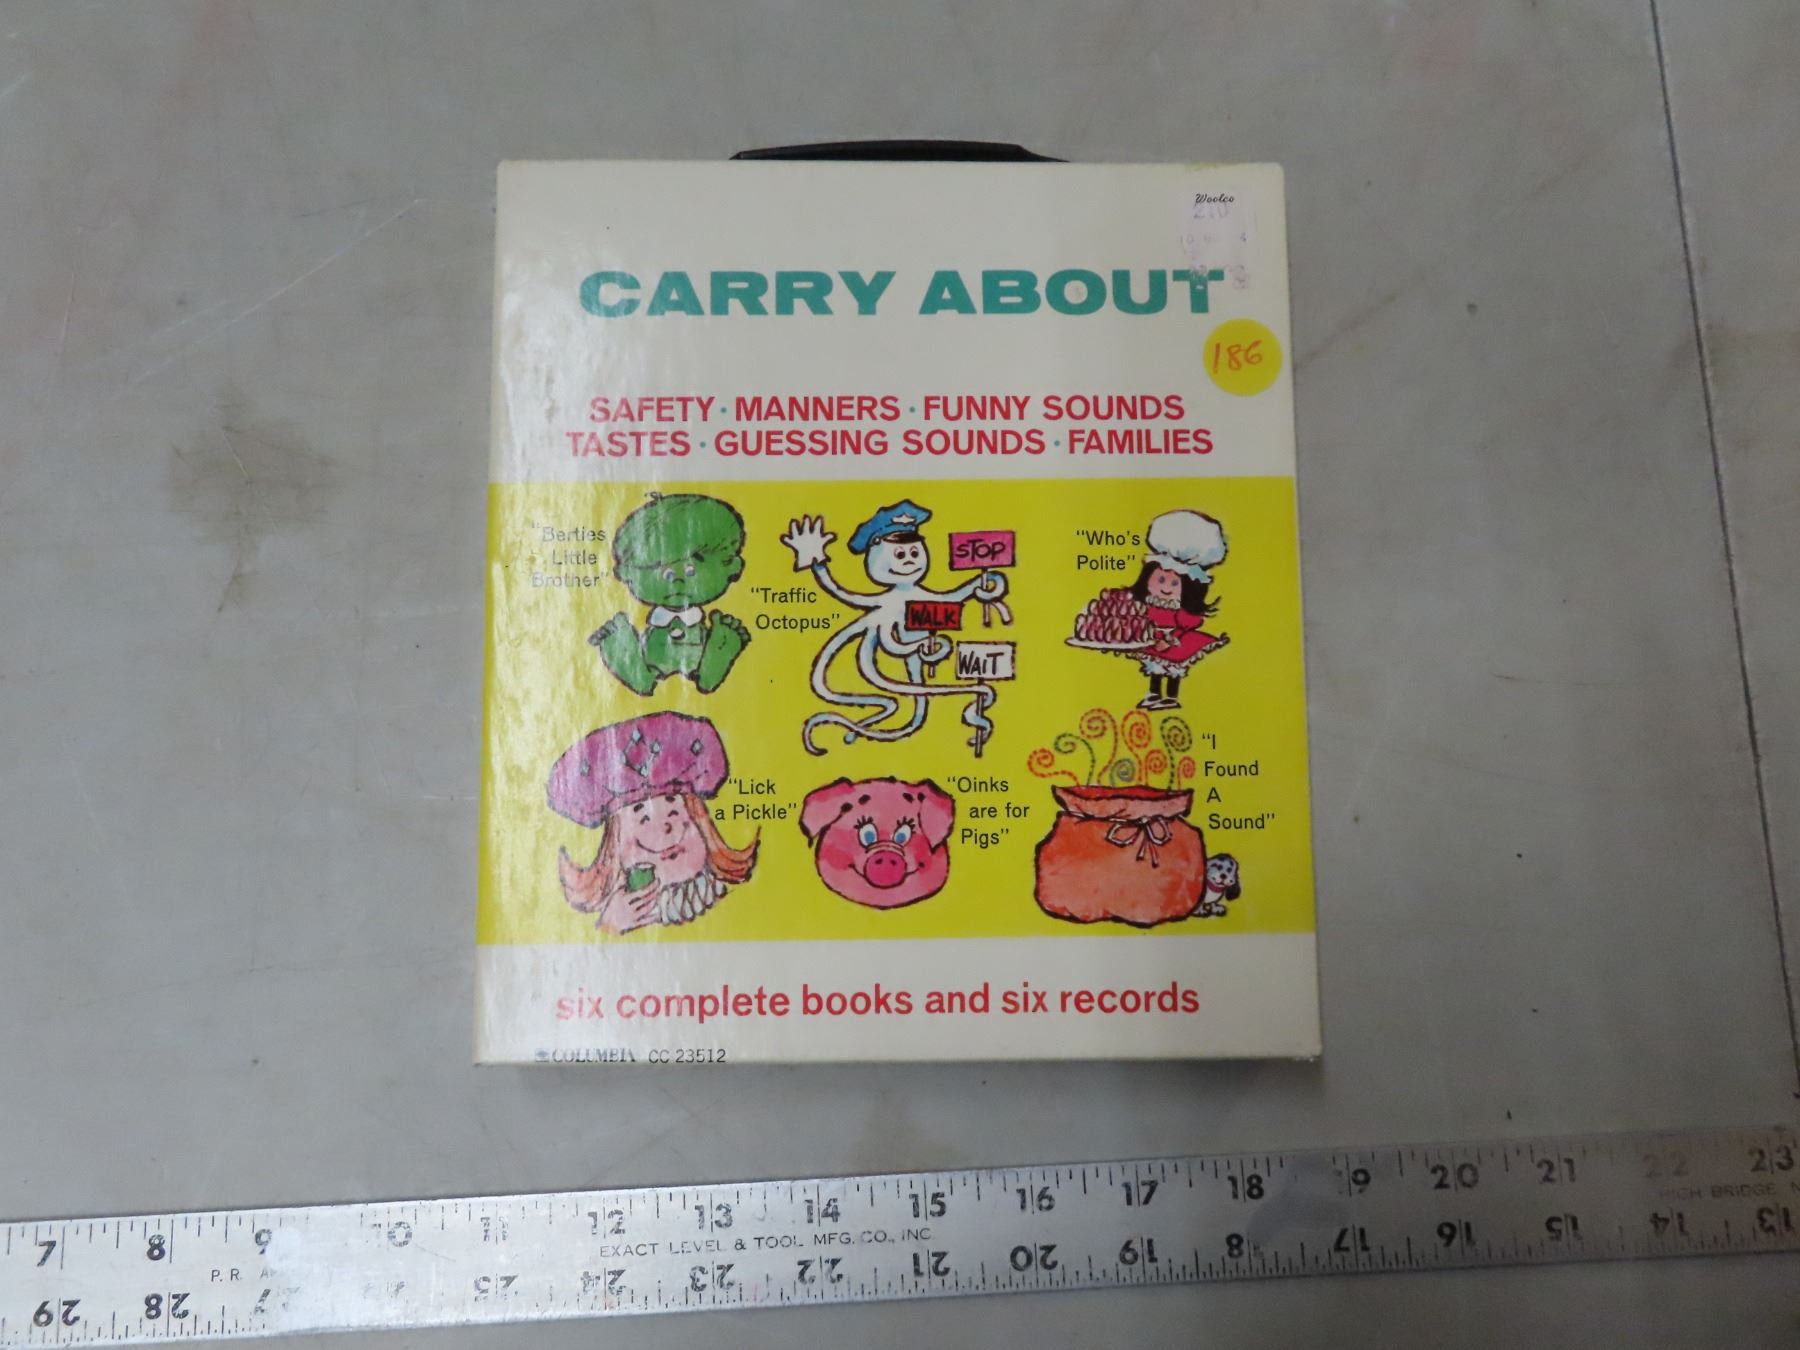 Woolco
CARRY ABOUT
186
SAFETY · MANNERS · FUNNY SOUNDS
TASTES · GUESSING SOUNDS · FAMILIES
"Berties
Little
Brother"
"Traffic
Octopus"
STOP
WALK
WAIT
"Who's
Polite"
"Lick
a Pickle"
"Oinks
are for
Pigs"
"I
Found
A
Sound"
six complete books and six records
COLUMBIA CC 23512
7 8 9 10 11 12 13 14 15 16 17 18 19 20 21 22 23
EXACT LEVEL & TOOL MFG. CO., INC.
HIGH BRIDGE
P. R.
29 28 24 23 22 21 20 19 18 17 16 15 14 13